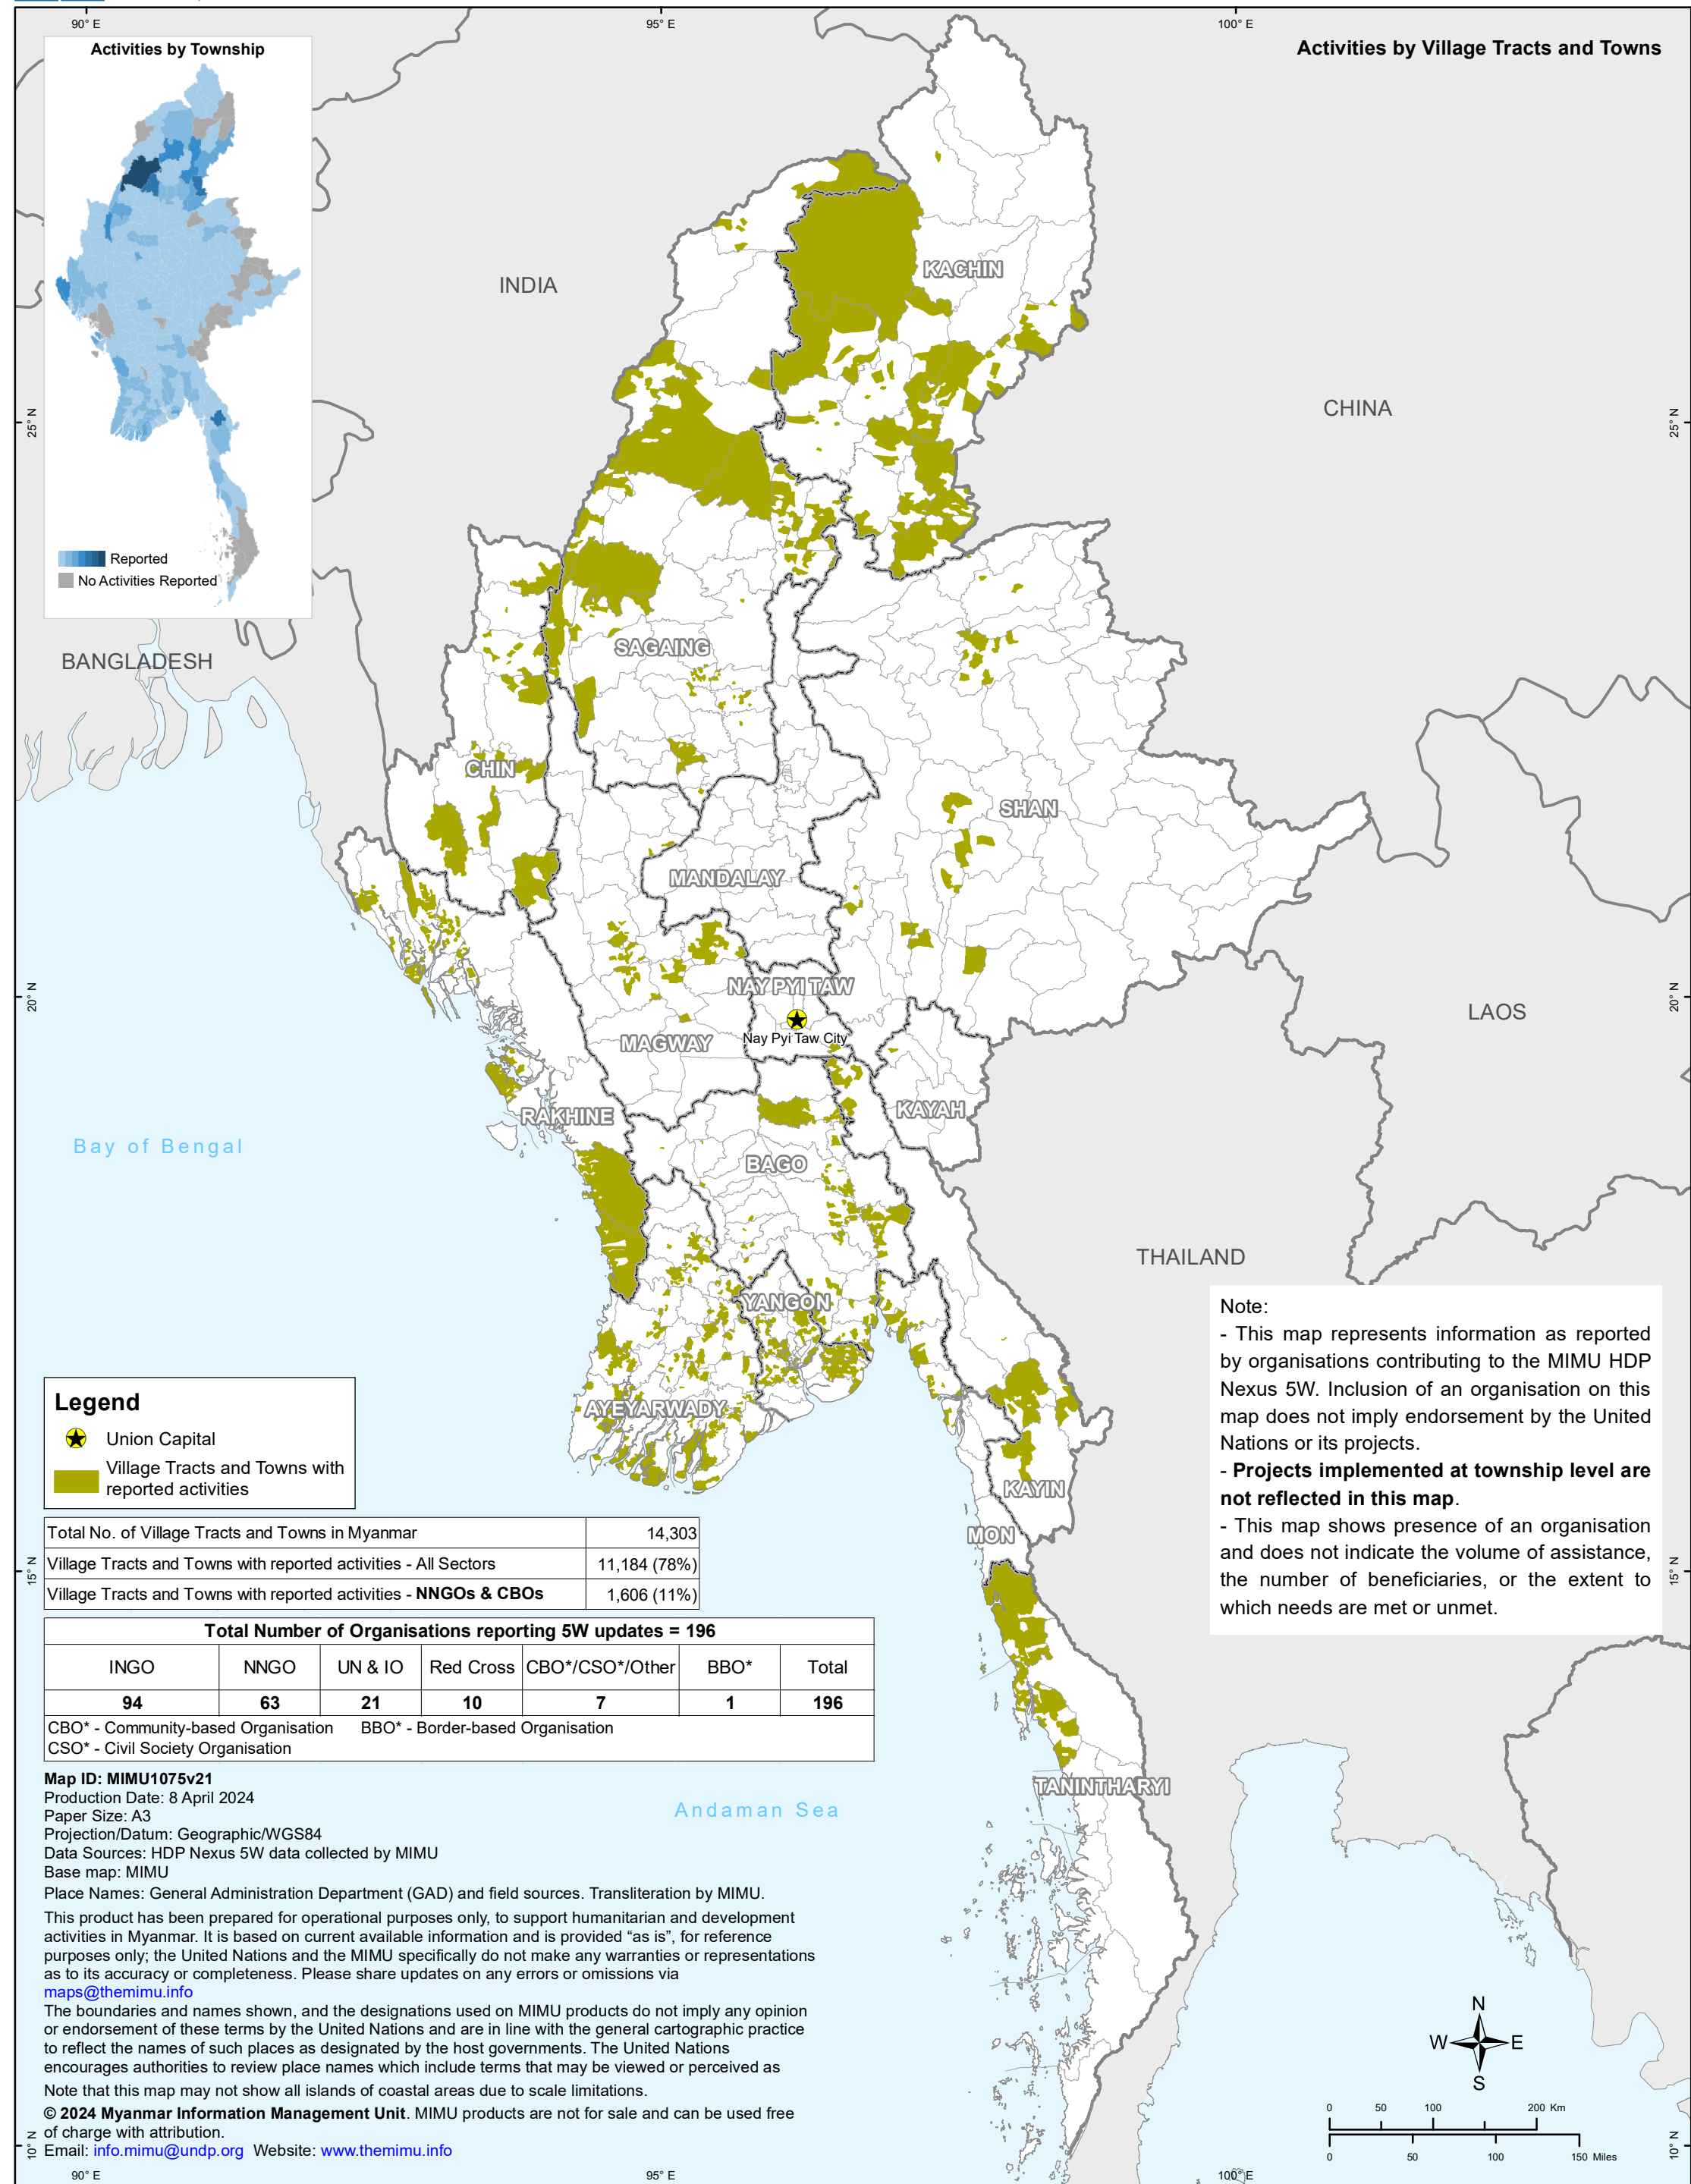 90° E
95° E
100° E
Activities by Township
Activities by Village Tracts and Towns
Reported
No Activities Reported
25° N
25° N
INDIA
KACHIN
CHINA
BANGLADESH
SAGAING
CHIN
SHAN
MANDALAY
20° N
20° N
NAY PYI TAW
Nay Pyi Taw City
MAGWAY
LAOS
RAKHINE
KAYAH
Bay of Bengal
BAGO
THAILAND
YANGON
AYEYARWADY
KAYIN
MON
TANINTHARYI
Andaman Sea
Note:
- This map represents information as reported
by organisations contributing to the MIMU HDP
Nexus 5W. Inclusion of an organisation on this
map does not imply endorsement by the United
Nations or its projects.
- Projects implemented at township level are
not reflected in this map.
- This map shows presence of an organisation
and does not indicate the volume of assistance,
the number of beneficiaries, or the extent to
which needs are met or unmet.
Legend
Union Capital
Village Tracts and Towns with
reported activities
15° N
15° N
Total No. of Village Tracts and Towns in Myanmar 14,303
Village Tracts and Towns with reported activities - All Sectors 11,184 (78%)
Village Tracts and Towns with reported activities - NNGOs & CBOs 1,606 (11%)
Total Number of Organisations reporting 5W updates = 196
INGO NNGO UN & IO Red Cross CBO*/CSO*/Other BBO* Total
94 63 21 10 7 1 196
CBO* - Community-based Organisation BBO* - Border-based Organisation
CSO* - Civil Society Organisation
Map ID: MIMU1075v21
Production Date: 8 April 2024
Paper Size: A3
Projection/Datum: Geographic/WGS84
Data Sources: HDP Nexus 5W data collected by MIMU
Base map: MIMU
Place Names: General Administration Department (GAD) and field sources. Transliteration by MIMU.
This product has been prepared for operational purposes only, to support humanitarian and development
activities in Myanmar. It is based on current available information and is provided “as is”, for reference
purposes only; the United Nations and the MIMU specifically do not make any warranties or representations
as to its accuracy or completeness. Please share updates on any errors or omissions via
maps@themimu.info
The boundaries and names shown, and the designations used on MIMU products do not imply any opinion
or endorsement of these terms by the United Nations and are in line with the general cartographic practice
to reflect the names of such places as designated by the host governments. The United Nations
encourages authorities to review place names which include terms that may be viewed or perceived as
Note that this map may not show all islands of coastal areas due to scale limitations.
© 2024 Myanmar Information Management Unit. MIMU products are not for sale and can be used free
of charge with attribution.
Email: info.mimu@undp.org Website: www.themimu.info
N
W E
S
0 50 100 200 Km
0 50 100 150 Miles
10° N
10° N
90° E
95° E
100° E